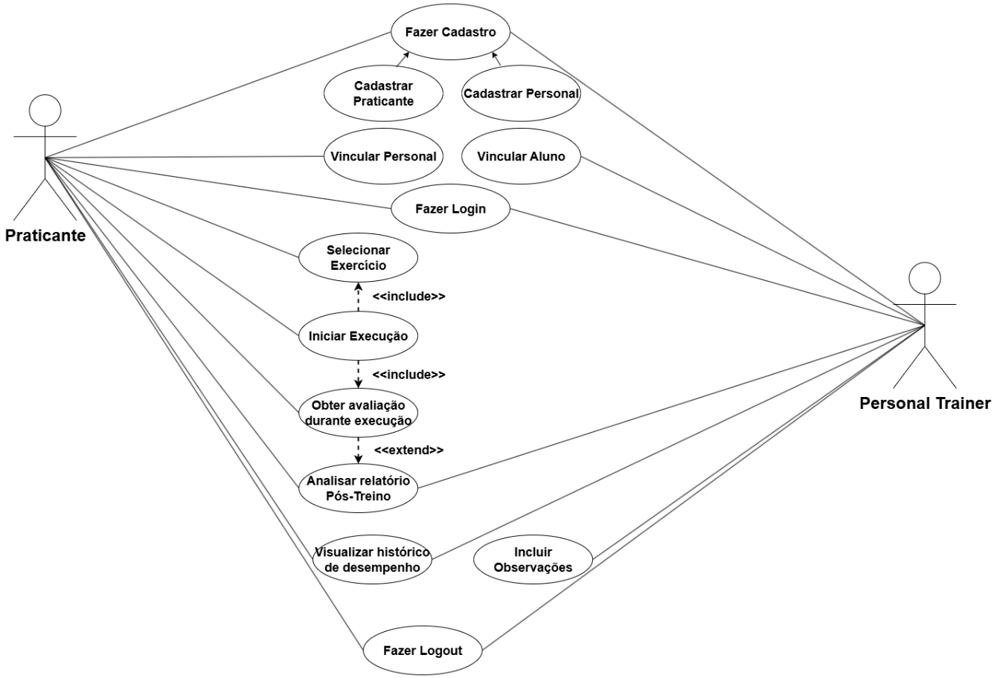 Fazer Cadastro
Cadastrar
Praticante
Cadastrar Personal
Vincular Personal
Vincular Aluno
Fazer Login
Praticante
Selecionar
Exercício
<<include>>
Iniciar Execução
<<include>>
Obter avaliação
durante execução
Personal Trainer
<<extend>>
Analisar relatório
Pós-Treino
Visualizar histórico
de desempenho
Incluir
Observações
Fazer Logout